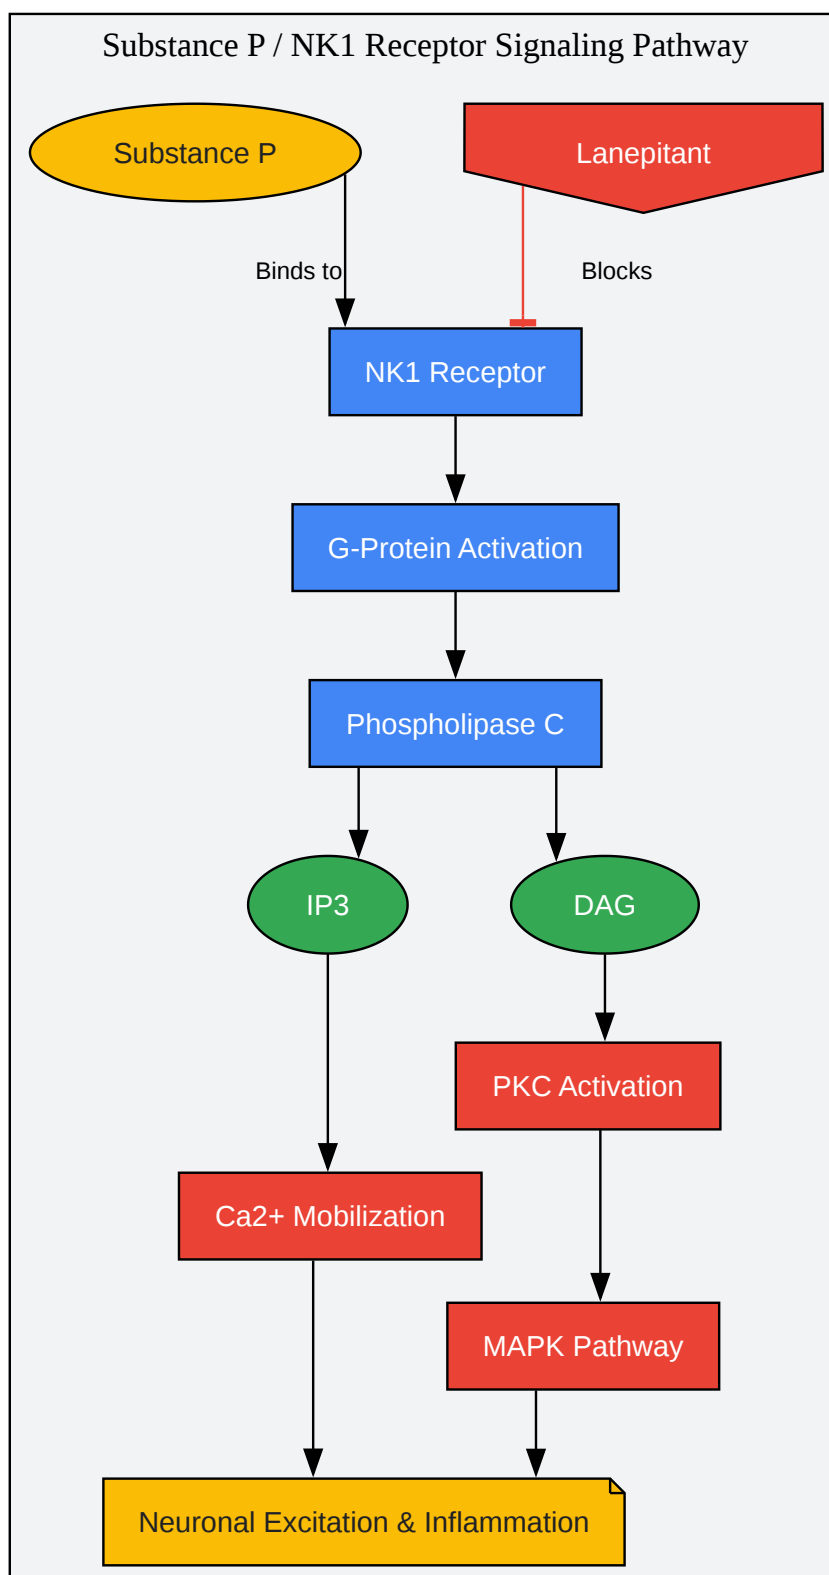 Substance P / NK1 Receptor Signaling Pathway
Substance P
Lanepitant
Binds to
Blocks
NK1 Receptor
G-Protein Activation
Phospholipase C
IP3
DAG
PKC Activation
Ca2+ Mobilization
MAPK Pathway
Neuronal Excitation & Inflammation